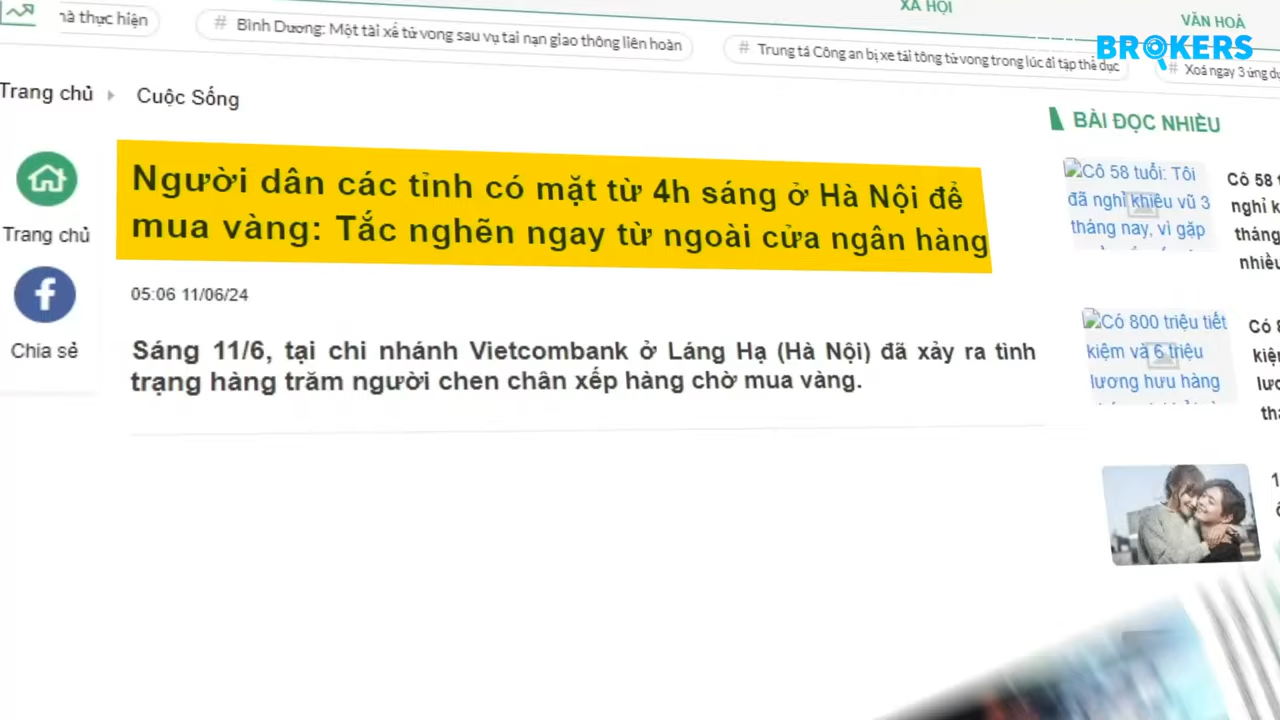 XÃ HỘI
VĂN HOÁ
BROKERS
thực hiện
# Bình Dương: Một tài xế tử vong sau vụ tai nạn giao thông liên hoàn
# Trung tá Công an bị xe tải tông tử vong trong lúc đi tập thể dục
# Xoá ngay 3 ứng
Trang chủ
Cuộc Sống
BÀI ĐỌC NHIỀU
Người dân các tỉnh có mặt từ 4h sáng ở Hà Nội để
mua vàng: Tắc nghẽn ngay từ ngoài cửa ngân hàng
Trang chủ
Chia sẻ
05:06 11/06/24
Sáng 11/6, tại chi nhánh Vietcombank ở Láng Hạ (Hà Nội) đã xảy ra tình
trạng hàng trăm người chen chân xếp hàng chờ mua vàng.
Cô 58 tuổi: Tôi
đã nghỉ khiêu vũ 3
tháng nay, vì gặp
Cô 58
nghỉ
tháng
nhiều
Có 800 triệu tiết
kiệm và 6 triệu
lương hưu hàng
Có